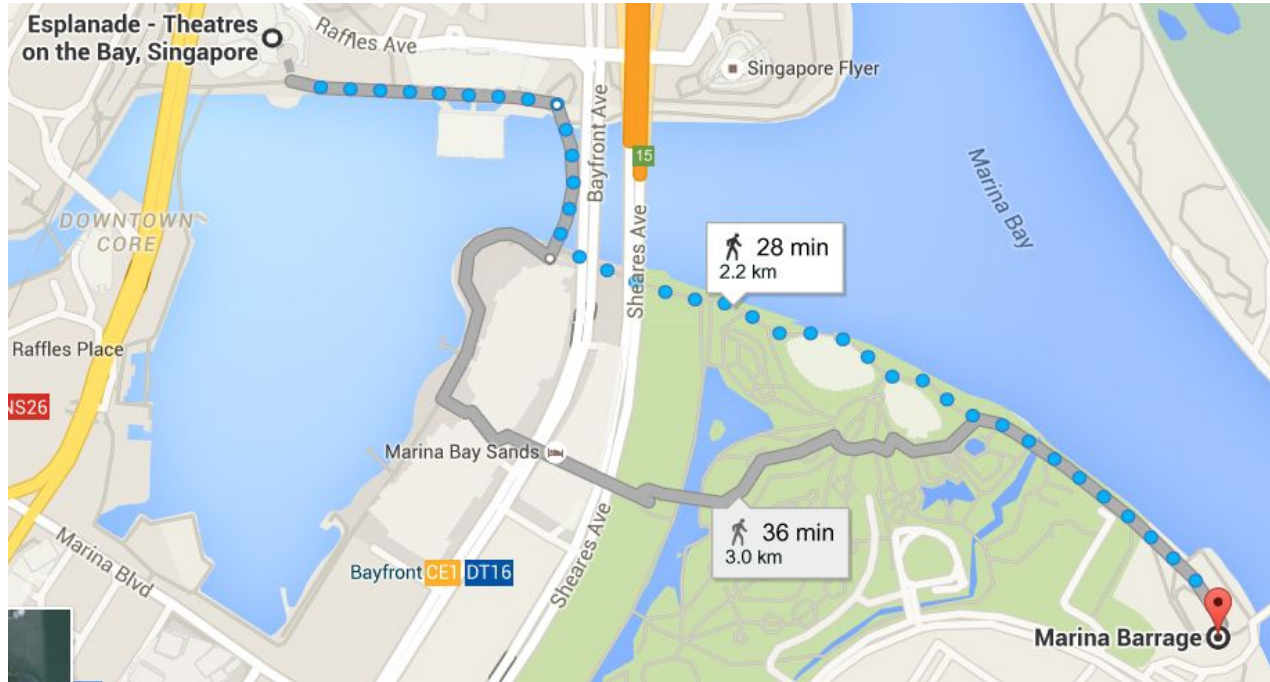 Esplanade - Theatres
on the Bay, Singapore
Raffles Ave
Singapore Flyer
Bayfront Ave
15
Marina Bay
DOWNTOWN
CORE
28 min
2.2 km
Sheares Ave
Raffles Place
NS26
Marina Bay Sands
36 min
3.0 km
Marina Blvd
Bayfront CE1 DT16
Sheares Ave
Marina Barrage